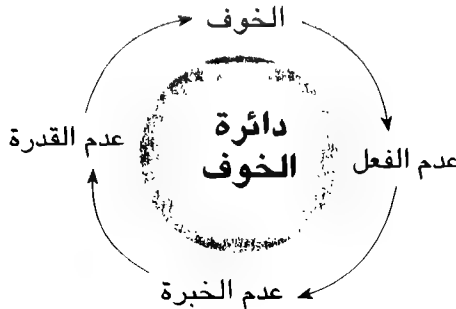 الخوف
دائرة
الخوف
عدم الفعل
عدم الخبرة
عدم القدرة